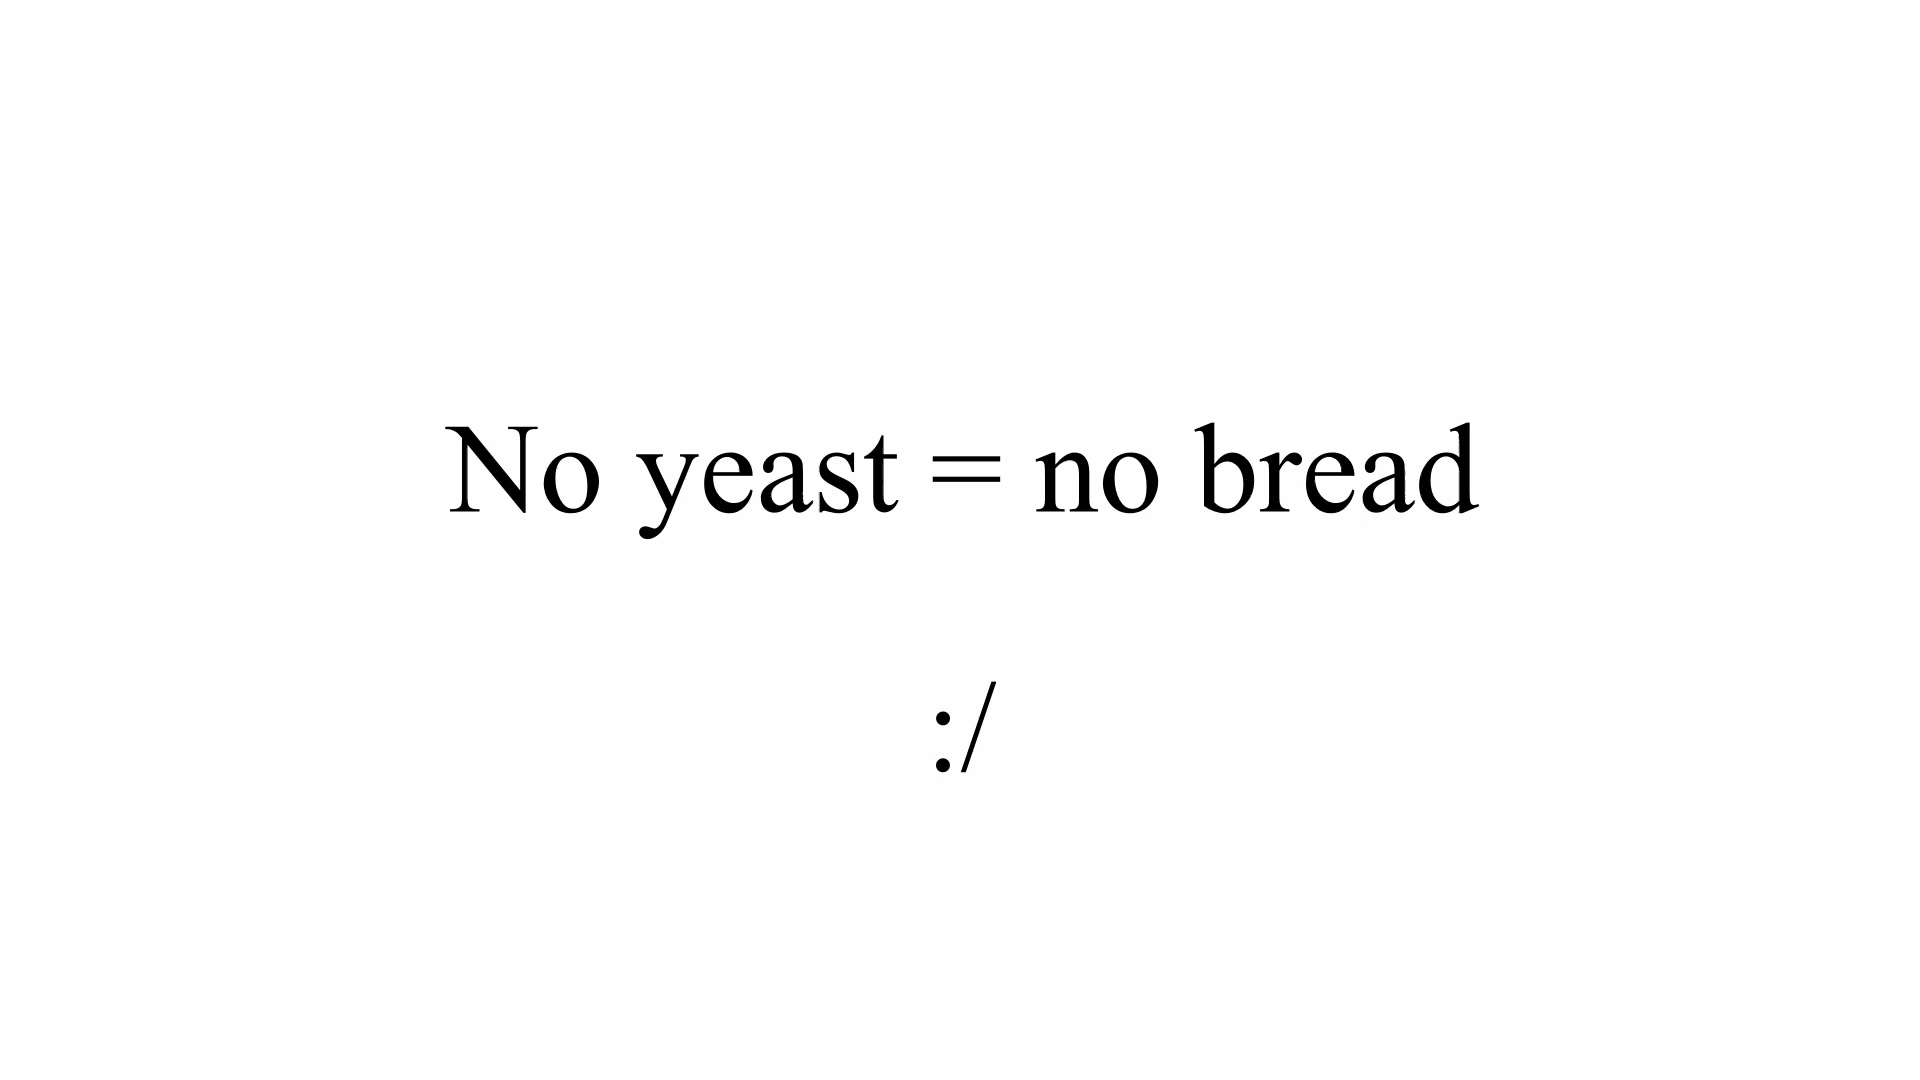 No yeast = no bread
:/